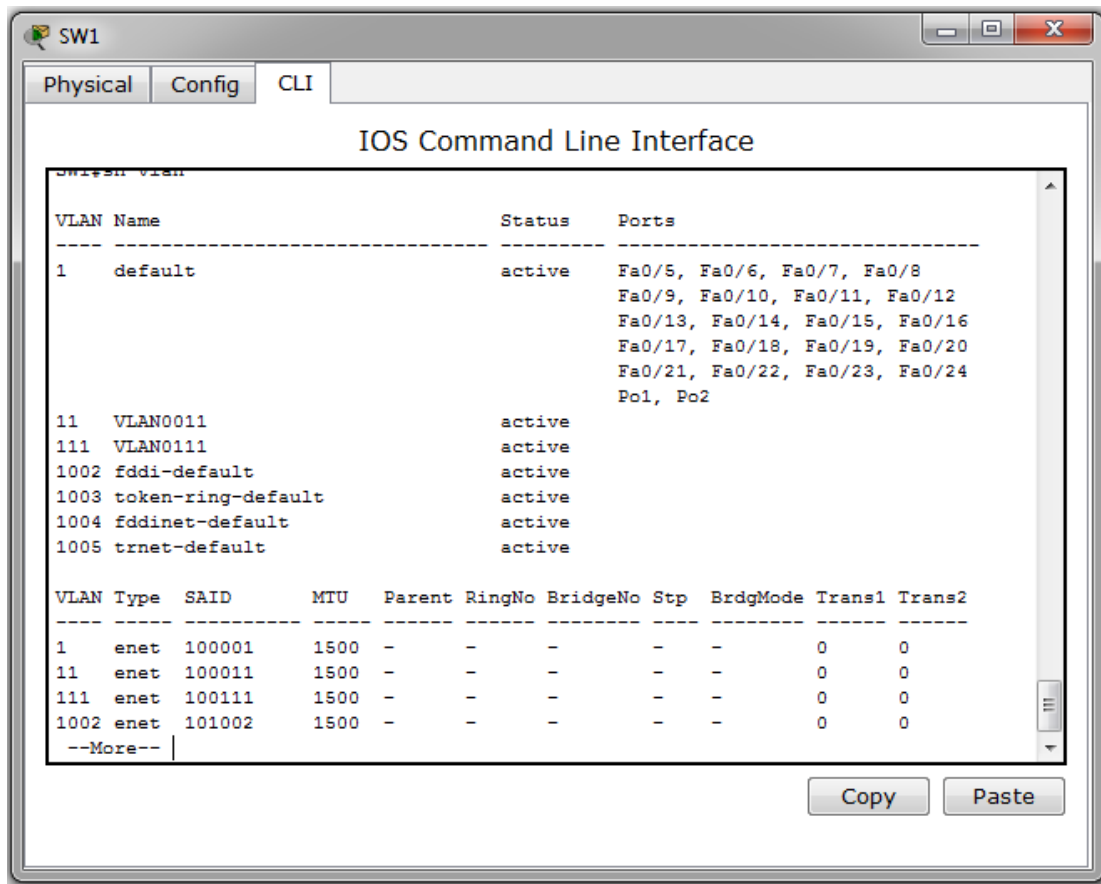 SW1
Physical Config CLI
IOS Command Line Interface
SW1#sh vlan
VLAN Name Status Ports
---- -------------------------------- --------- -------------------------------
1 default active Fa0/5, Fa0/6, Fa0/7, Fa0/8
Fa0/9, Fa0/10, Fa0/11, Fa0/12
Fa0/13, Fa0/14, Fa0/15, Fa0/16
Fa0/17, Fa0/18, Fa0/19, Fa0/20
Fa0/21, Fa0/22, Fa0/23, Fa0/24
Po1, Po2
11 VLAN0011 active
111 VLAN0111 active
1002 fddi-default active
1003 token-ring-default active
1004 fddinet-default active
1005 trnet-default active
VLAN Type SAID MTU Parent RingNo BridgeNo Stp BrdgMode Trans1 Trans2
---- ----- ---------- ----- ------ ------ -------- ---- -------- ------ ------
1 enet 100001 1500 - - - - - 0 0
11 enet 100011 1500 - - - - - 0 0
111 enet 100111 1500 - - - - - 0 0
1002 enet 101002 1500 - - - - - 0 0
--More--
Copy Paste